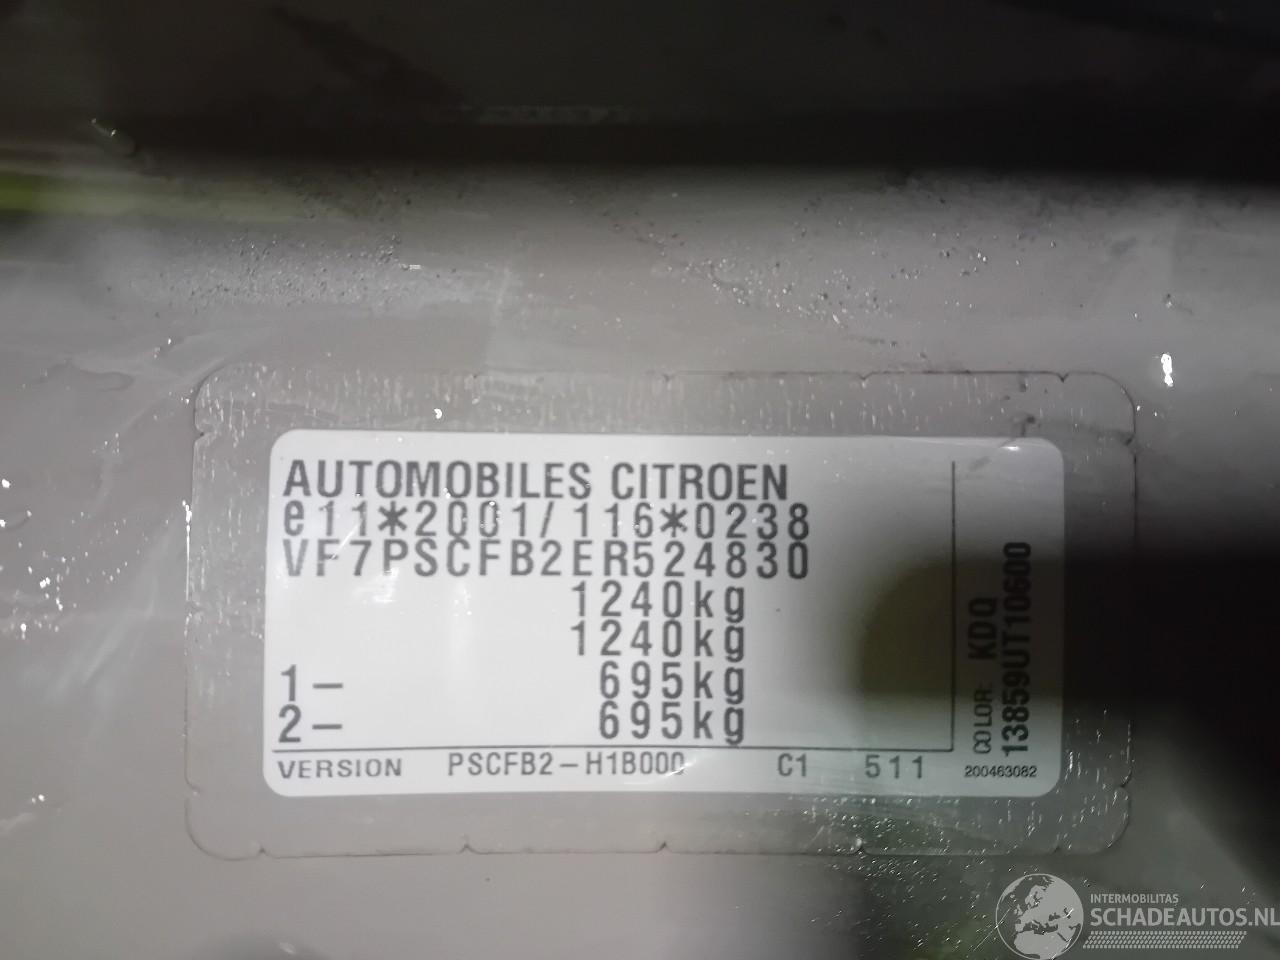 AUTOMOBILES CITROEN
e11*2001/116*0238
VF7PSCFB2ER524830
1240kg
1240kg
1- 695kg
2- 695kg
VERSION PSCFB2-H1B000 C1 511
COLOR: KDQ
13859UT10600
200463082
INTERMOBILITAS
SCHADEAUTOS.NL